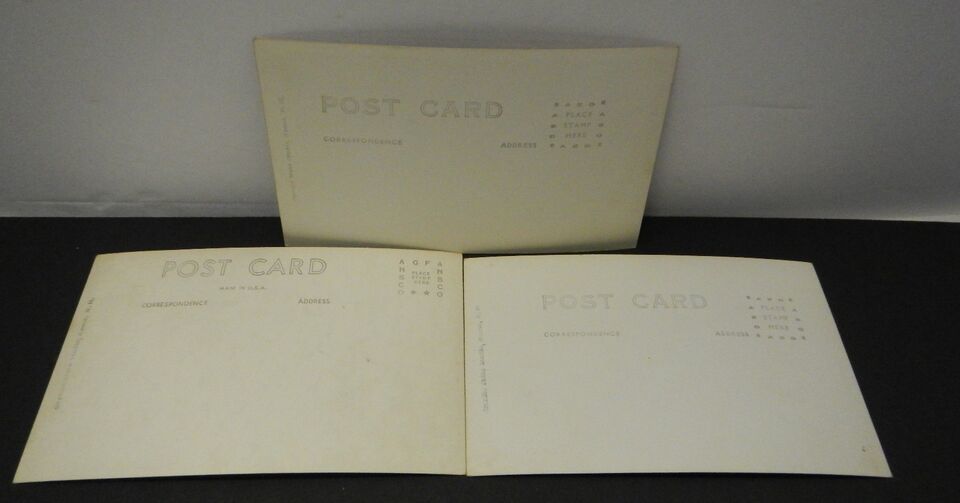 POST CARD
PLACE
STAMP
HERE
CORRESPONDENCE
ADDRESS
POST CARD
MADE IN U.S.A.
CORRESPONDENCE
ADDRESS
AGFA
ANSCO
ANSCO
PLACE
STAMP
HERE
POST CARD
PLACE
STAMP
HERE
CORRESPONDENCE
ADDRESS